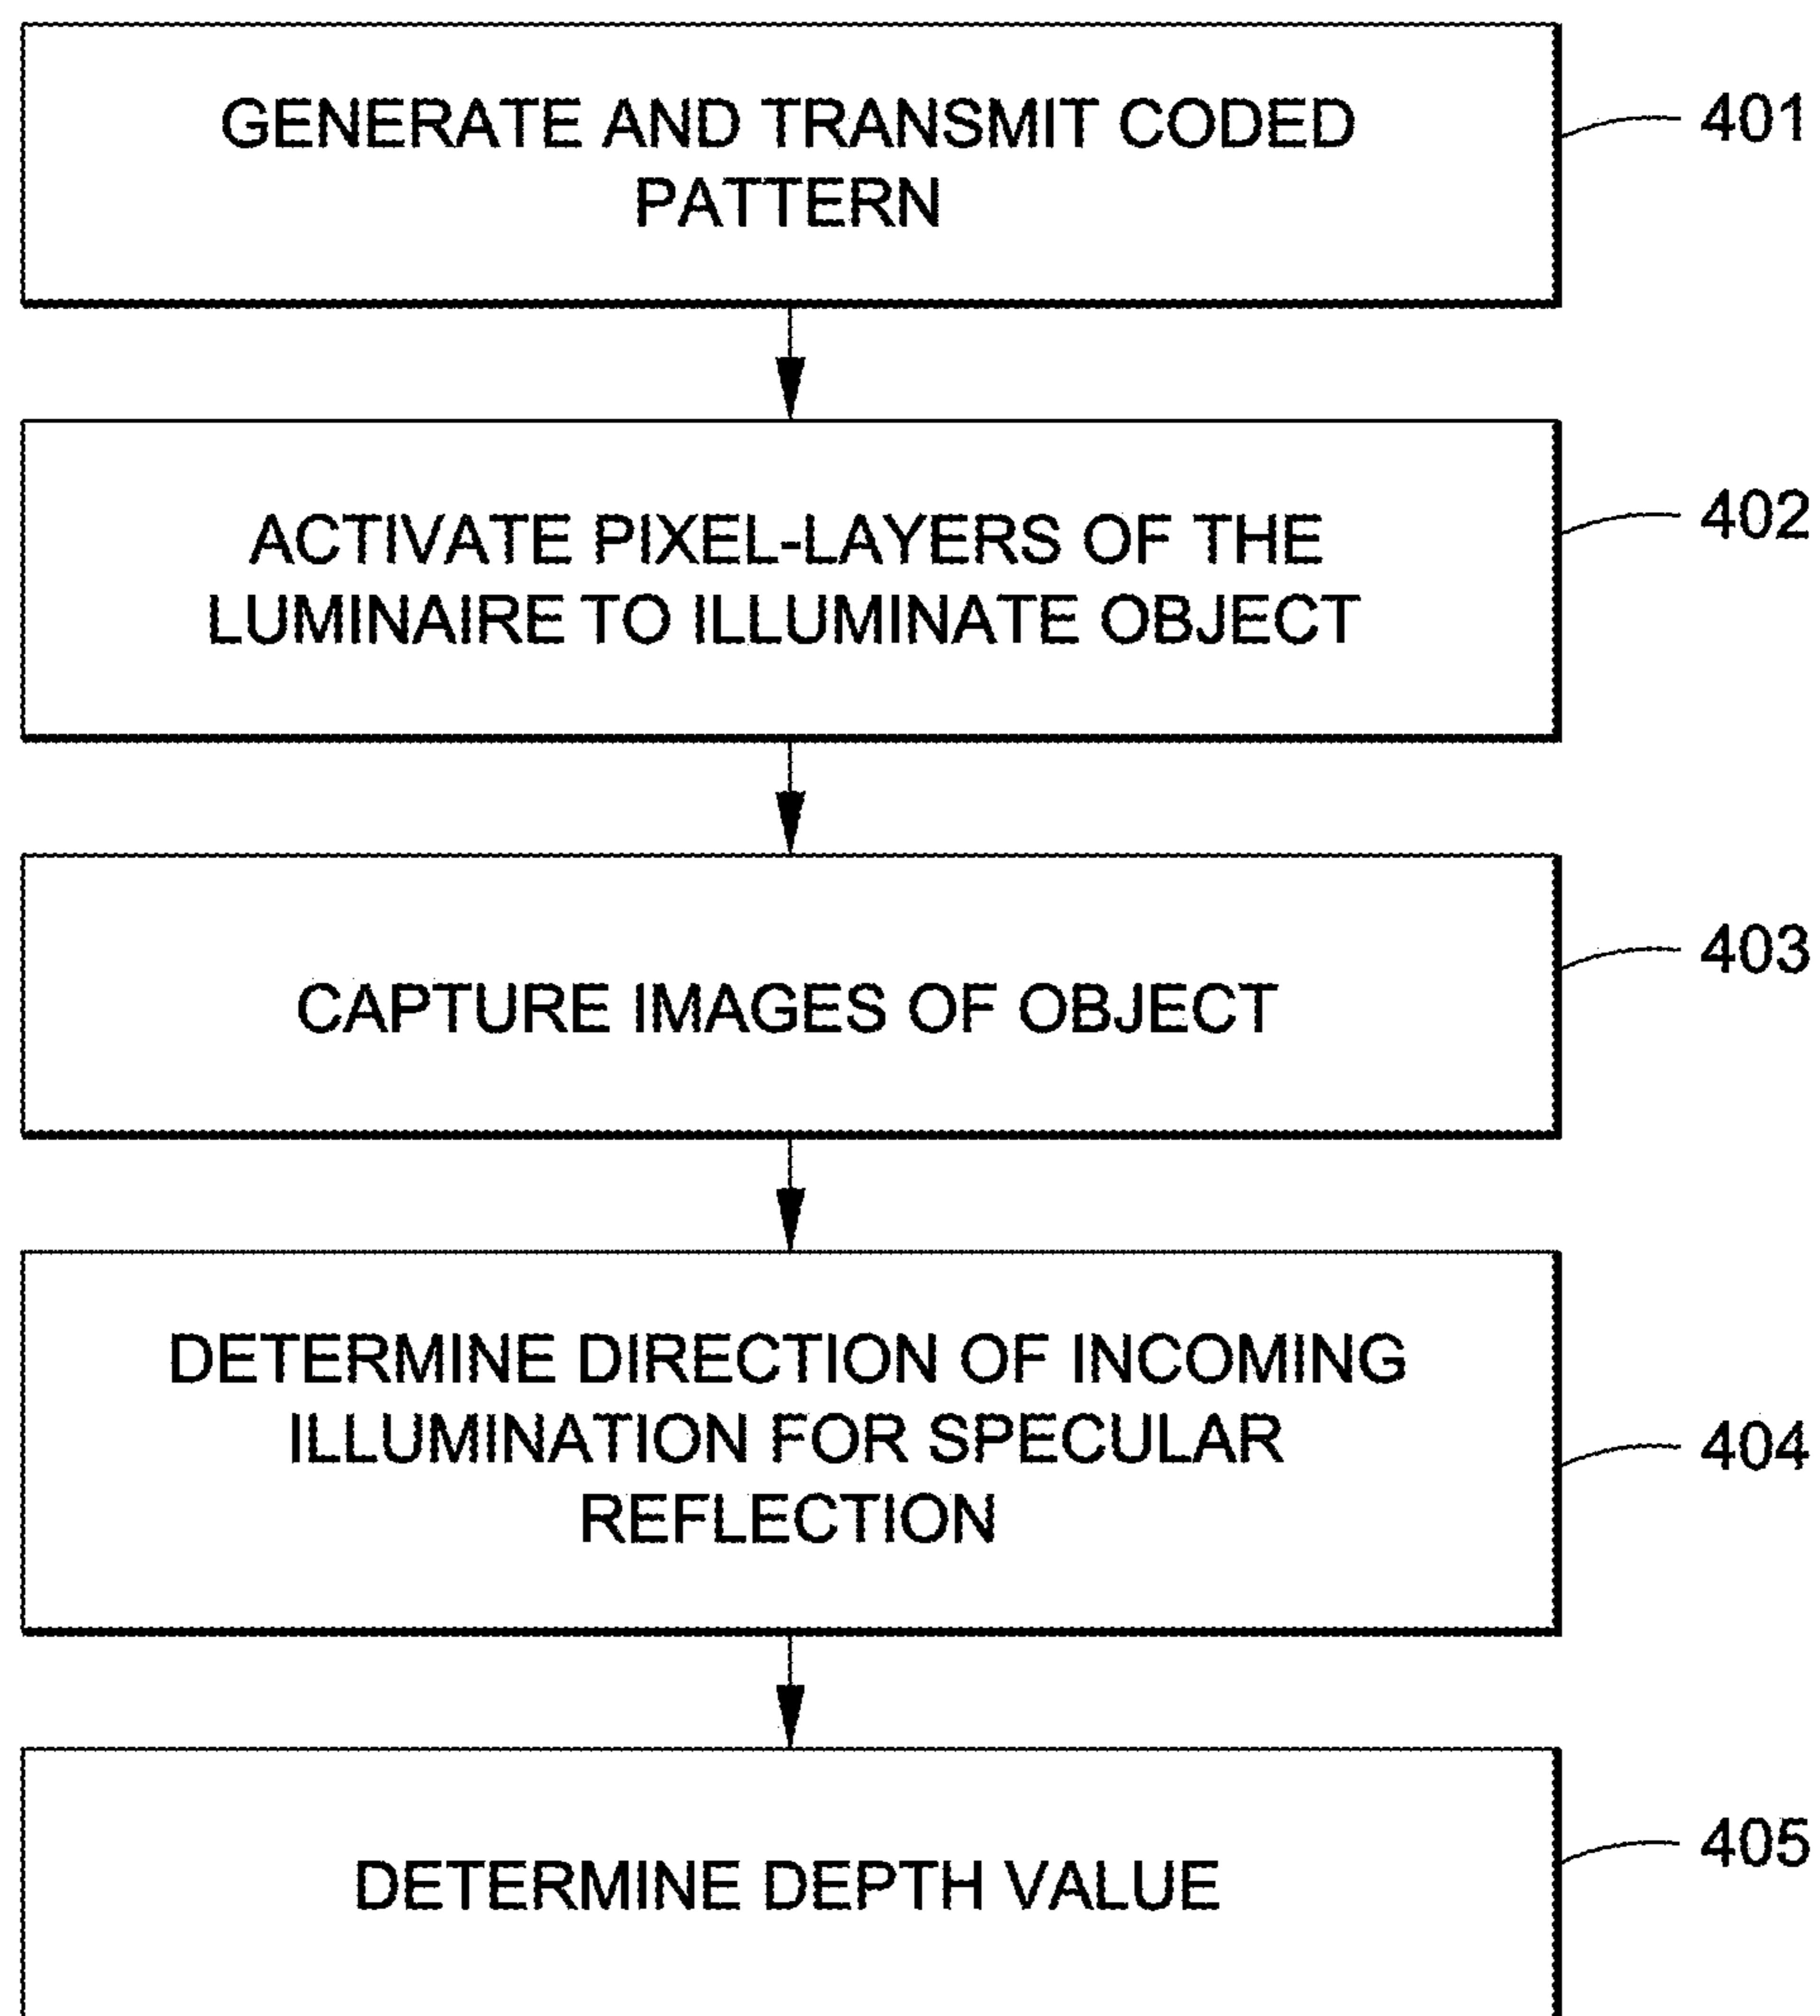 GENERATE AND TRANSMIT CODED
PATTERN
401
ACTIVATE PIXEL-LAYERS OF THE
LUMINAIRE TO ILLUMINATE OBJECT
402
CAPTURE IMAGES OF OBJECT
403
DETERMINE DIRECTION OF INCOMING
ILLUMINATION FOR SPECULAR
REFLECTION
404
DETERMINE DEPTH VALUE
405